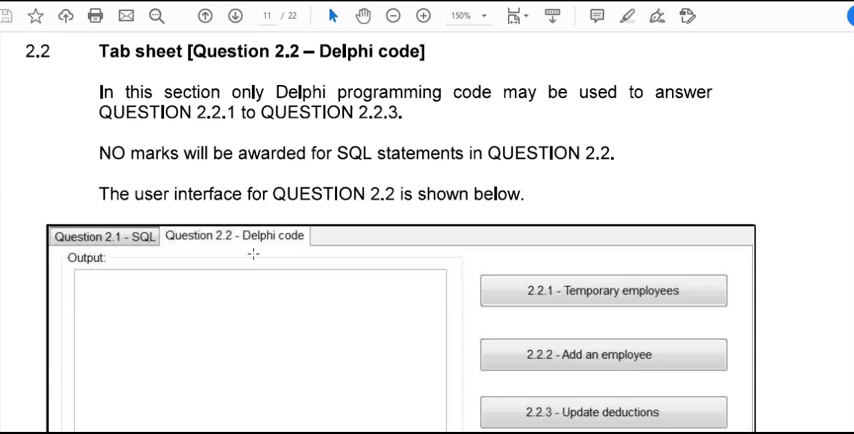 11 / 22
150%
2.2 Tab sheet [Question 2.2 – Delphi code]
In this section only Delphi programming code may be used to answer
QUESTION 2.2.1 to QUESTION 2.2.3.
NO marks will be awarded for SQL statements in QUESTION 2.2.
The user interface for QUESTION 2.2 is shown below.
Question 2.1 - SQL Question 2.2 - Delphi code
Output:
2.2.1 - Temporary employees
2.2.2 - Add an employee
2.2.3 - Update deductions